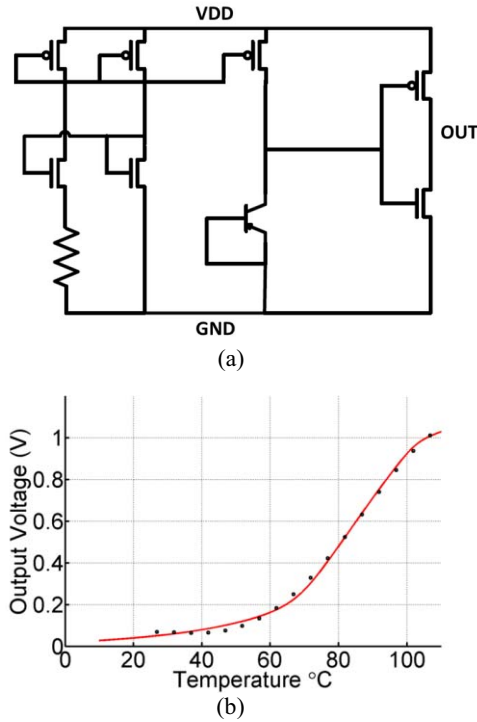 VDD
OUT
GND
(a)
Output Voltage (V)
1
0.8
0.6
0.4
0.2
0
0 20 40 60 80 100
Temperature °C
(b)